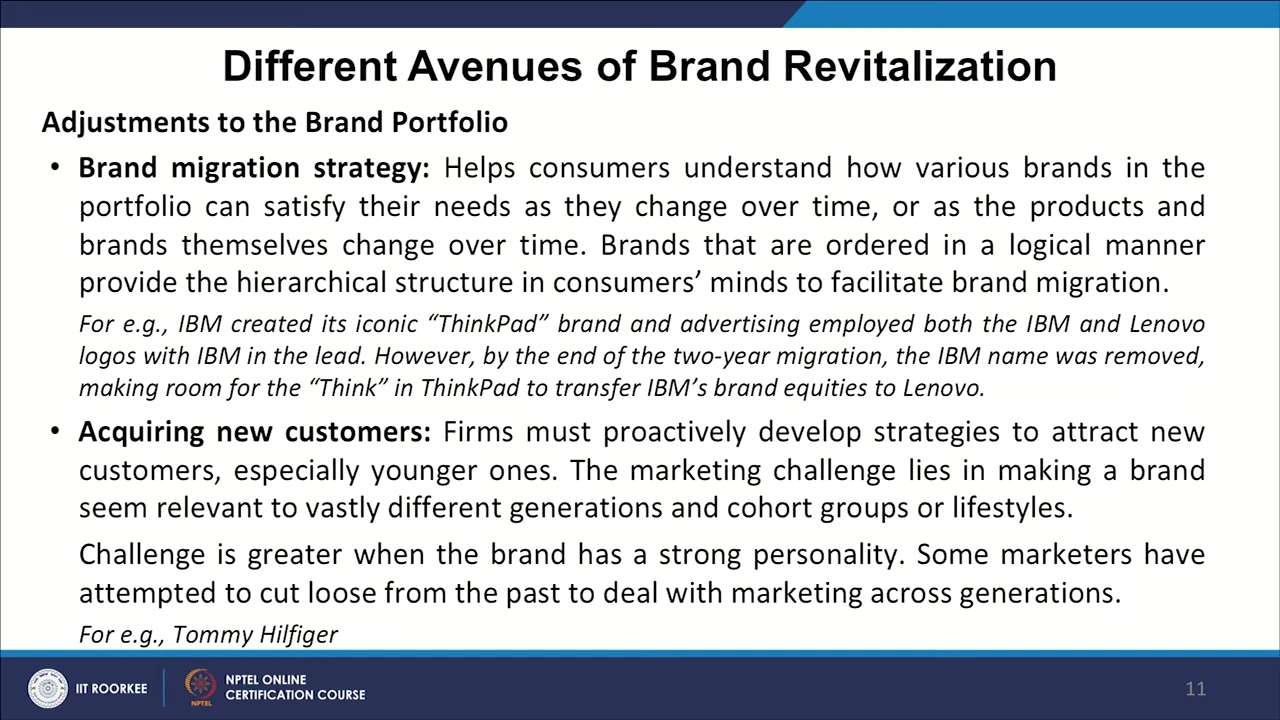 Different Avenues of Brand Revitalization
Adjustments to the Brand Portfolio
• Brand migration strategy: Helps consumers understand how various brands in the
portfolio can satisfy their needs as they change over time, or as the products and
brands themselves change over time. Brands that are ordered in a logical manner
provide the hierarchical structure in consumers’ minds to facilitate brand migration.
For e.g., IBM created its iconic “ThinkPad” brand and advertising employed both the IBM and Lenovo
logos with IBM in the lead. However, by the end of the two-year migration, the IBM name was removed,
making room for the “Think” in ThinkPad to transfer IBM’s brand equities to Lenovo.
• Acquiring new customers: Firms must proactively develop strategies to attract new
customers, especially younger ones. The marketing challenge lies in making a brand
seem relevant to vastly different generations and cohort groups or lifestyles.
Challenge is greater when the brand has a strong personality. Some marketers have
attempted to cut loose from the past to deal with marketing across generations.
For e.g., Tommy Hilfiger
IIT ROORKEE
NPTEL
NPTEL ONLINE
CERTIFICATION COURSE
11